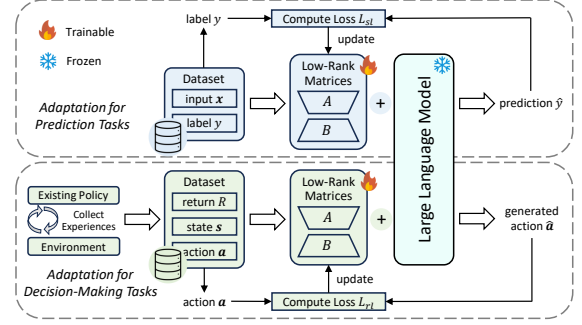 label y
Compute Loss L_sl
Trainable
Frozen
update
Dataset
input x
label y
Low-Rank
Matrices
A
B
+
Large Language Model
prediction ŷ
Adaptation for
Prediction Tasks
Existing Policy
Collect
Experiences
Environment
Dataset
return R
state s
action a
Low-Rank
Matrices
A
B
+
generated
action â
Adaptation for
Decision-Making Tasks
update
action a
Compute Loss L_rl